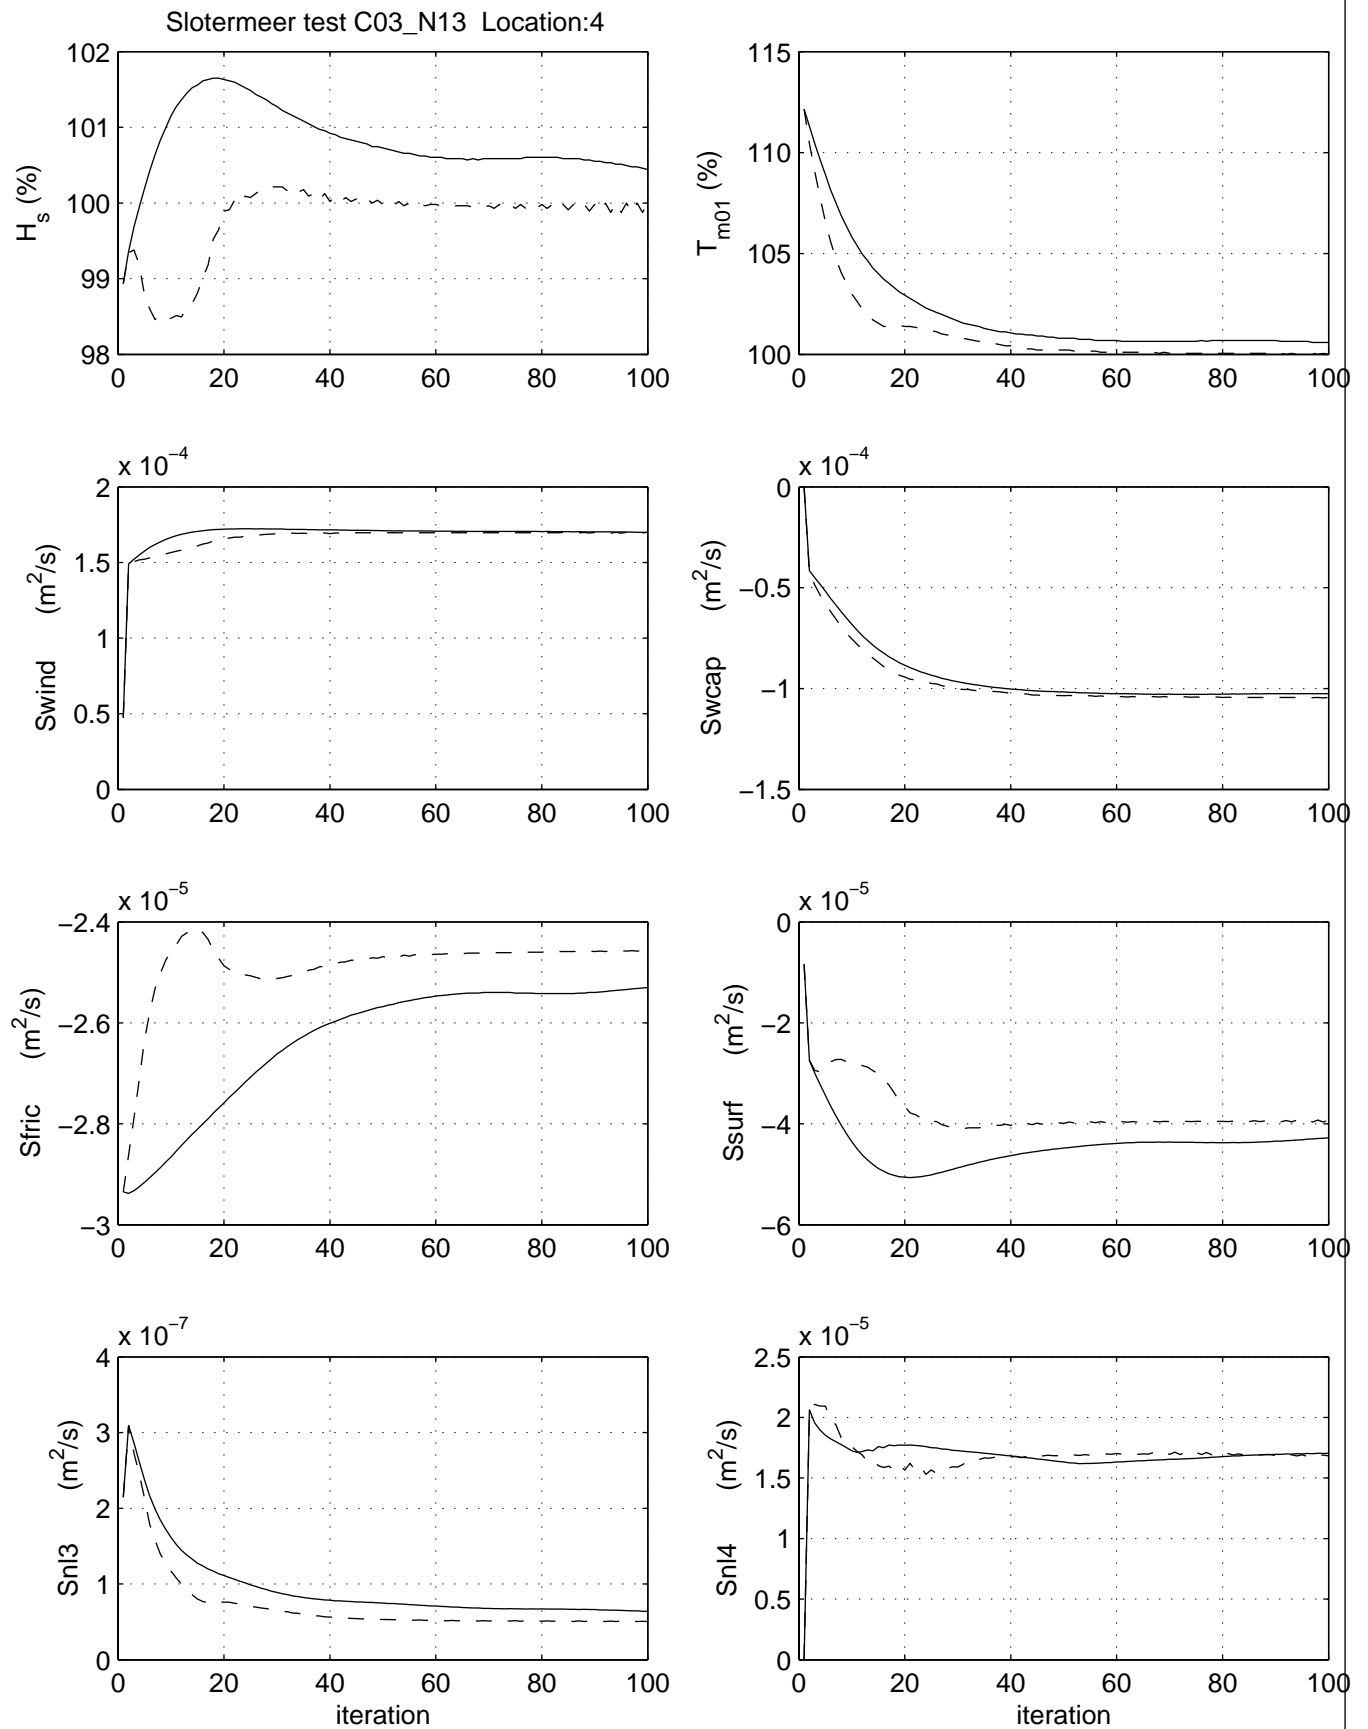 Slotermeer test C03_N13  Location:4
102
101
100
99
98
H_s (%)
0 20 40 60 80 100
115
110
105
100
T_m01 (%)
0 20 40 60 80 100
x 10^−4
2
1.5
1
0.5
0
Swind (m^2/s)
0 20 40 60 80 100
x 10^−4
0
−0.5
−1
−1.5
Swcap (m^2/s)
0 20 40 60 80 100
x 10^−5
−2.4
−2.6
−2.8
−3
Sfric (m^2/s)
0 20 40 60 80 100
x 10^−5
0
−2
−4
−6
Ssurf (m^2/s)
0 20 40 60 80 100
x 10^−7
4
3
2
1
0
Snl3 (m^2/s)
0 20 40 60 80 100
iteration
x 10^−5
2.5
2
1.5
1
0.5
0
Snl4 (m^2/s)
0 20 40 60 80 100
iteration